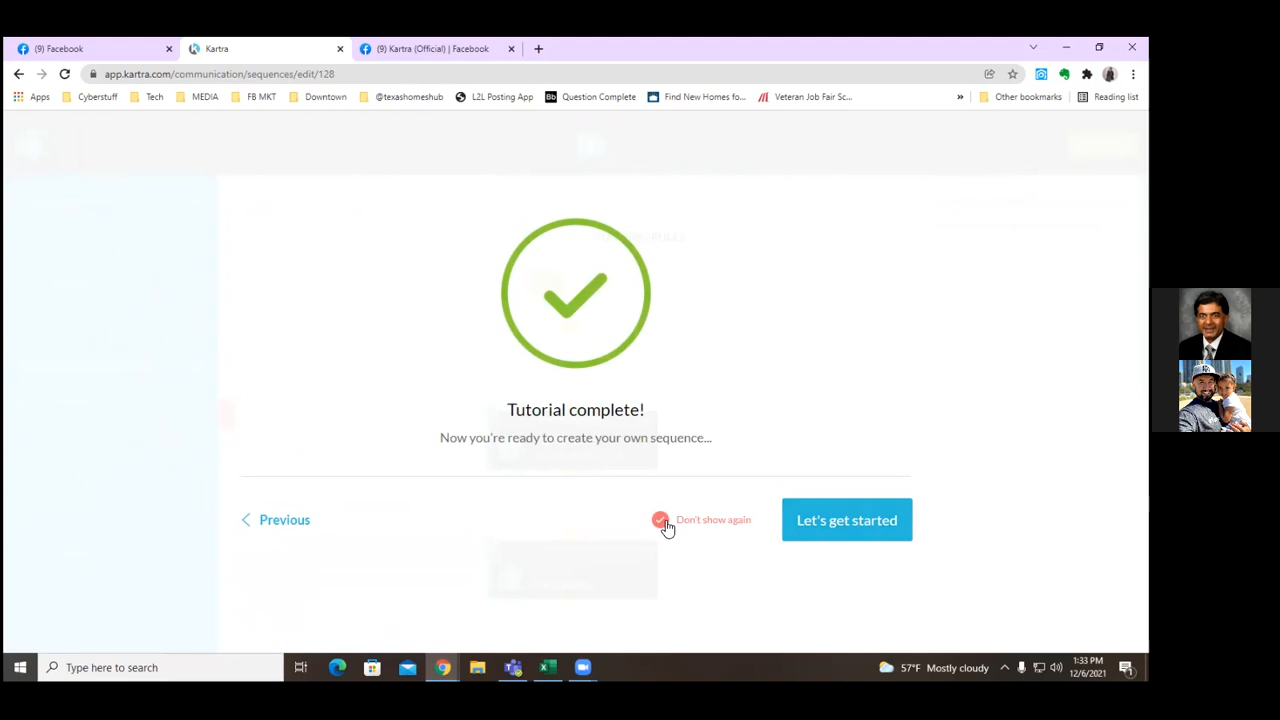 (9) Facebook
Kartra
(9) Kartra (Official) | Facebook
app.kartra.com/communication/sequences/edit/128
Apps
Cyberstuff
Tech
MEDIA
FB MKT
Downtown
@texashomeshub
L2L Posting App
Bb Question Complete
Find New Homes fo...
Veteran Job Fair Sc...
»
Other bookmarks
Reading list
Tutorial complete!
Now you're ready to create your own sequence...
Previous
Don't show again
Let's get started
Type here to search
57°F Mostly cloudy
1:33 PM
12/6/2021
1